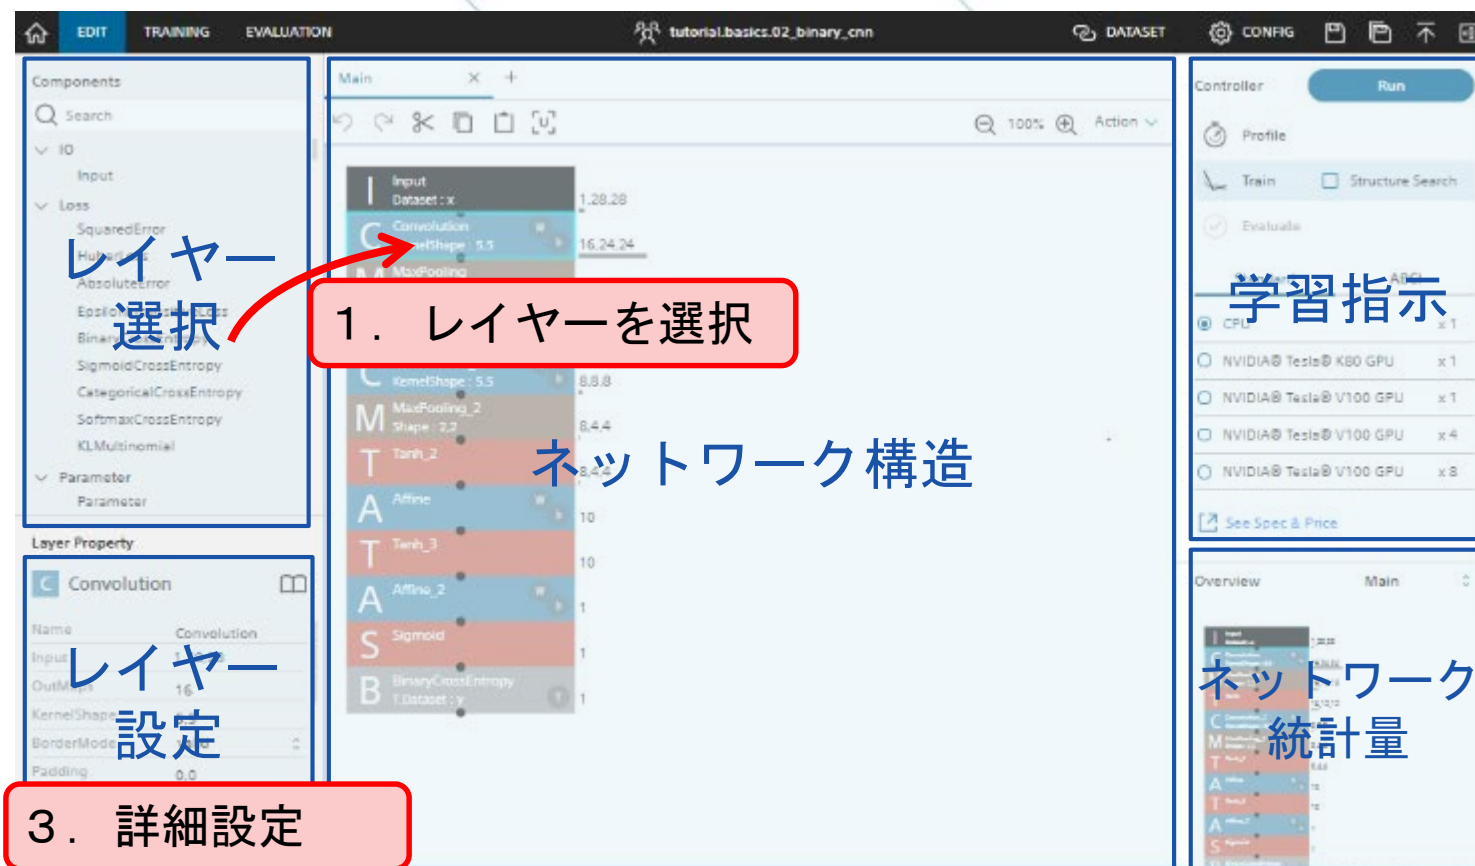 EDIT TRAINING EVALUATION tutorial.basics.02_binary_cnn DATASET CONFIG
Components
Search
IO
Input
Loss
SquaredError
AbsoluteError
SigmoidCrossEntropy
CategoricalCrossEntropy
SoftmaxCrossEntropy
KLMultinomial
Parameter
Parameter
レイヤー
選択
Layer Property
C Convolution
Name Convolution
Input
OutMaps 16
KernelShape
BorderMode
Padding 0,0
レイヤー
設定
3. 詳細設定
Main × +
100% Action
I Input
Dataset : x 1,28,28
C Convolution
KernelShape : 5,5 16,24,24
M MaxPooling
1. レイヤーを選択
C KernelShape : 5,5 8,8,8
M MaxPooling_2
Shape : 2,2 8,4,4
T Tanh_2 8,4,4
A Affine 10
T Tanh_3 10
A Affine_2 1
S Sigmoid 1
B BinaryCrossEntropy
T.Dataset : y 1
ネットワーク構造
Controller Run
Profile
Train Structure Search
Evaluate
学習指示
CPU x 1
NVIDIA® Tesla® K80 GPU x 1
NVIDIA® Tesla® V100 GPU x 1
NVIDIA® Tesla® V100 GPU x 4
NVIDIA® Tesla® V100 GPU x 8
See Spec & Price
Overview Main
ネットワーク
統計量